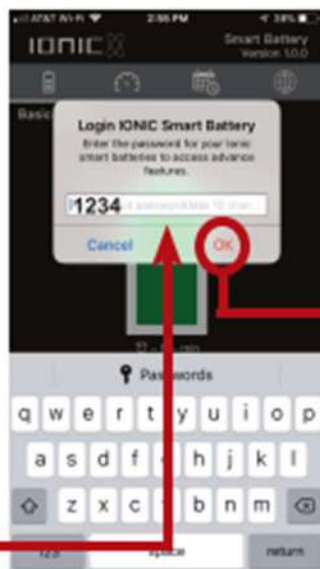 AT&T Wi-Fi 2:55 PM 38%
IONIC
Smart Battery
Version 1.0.0
Basic
Login IONIC Smart Battery
Enter the password for your Ionic
smart batteries to access advance
features.
1234
Cancel OK
Passwords
q w e r t y u i o p
a s d f h j k l
z x c b n m
123 space return